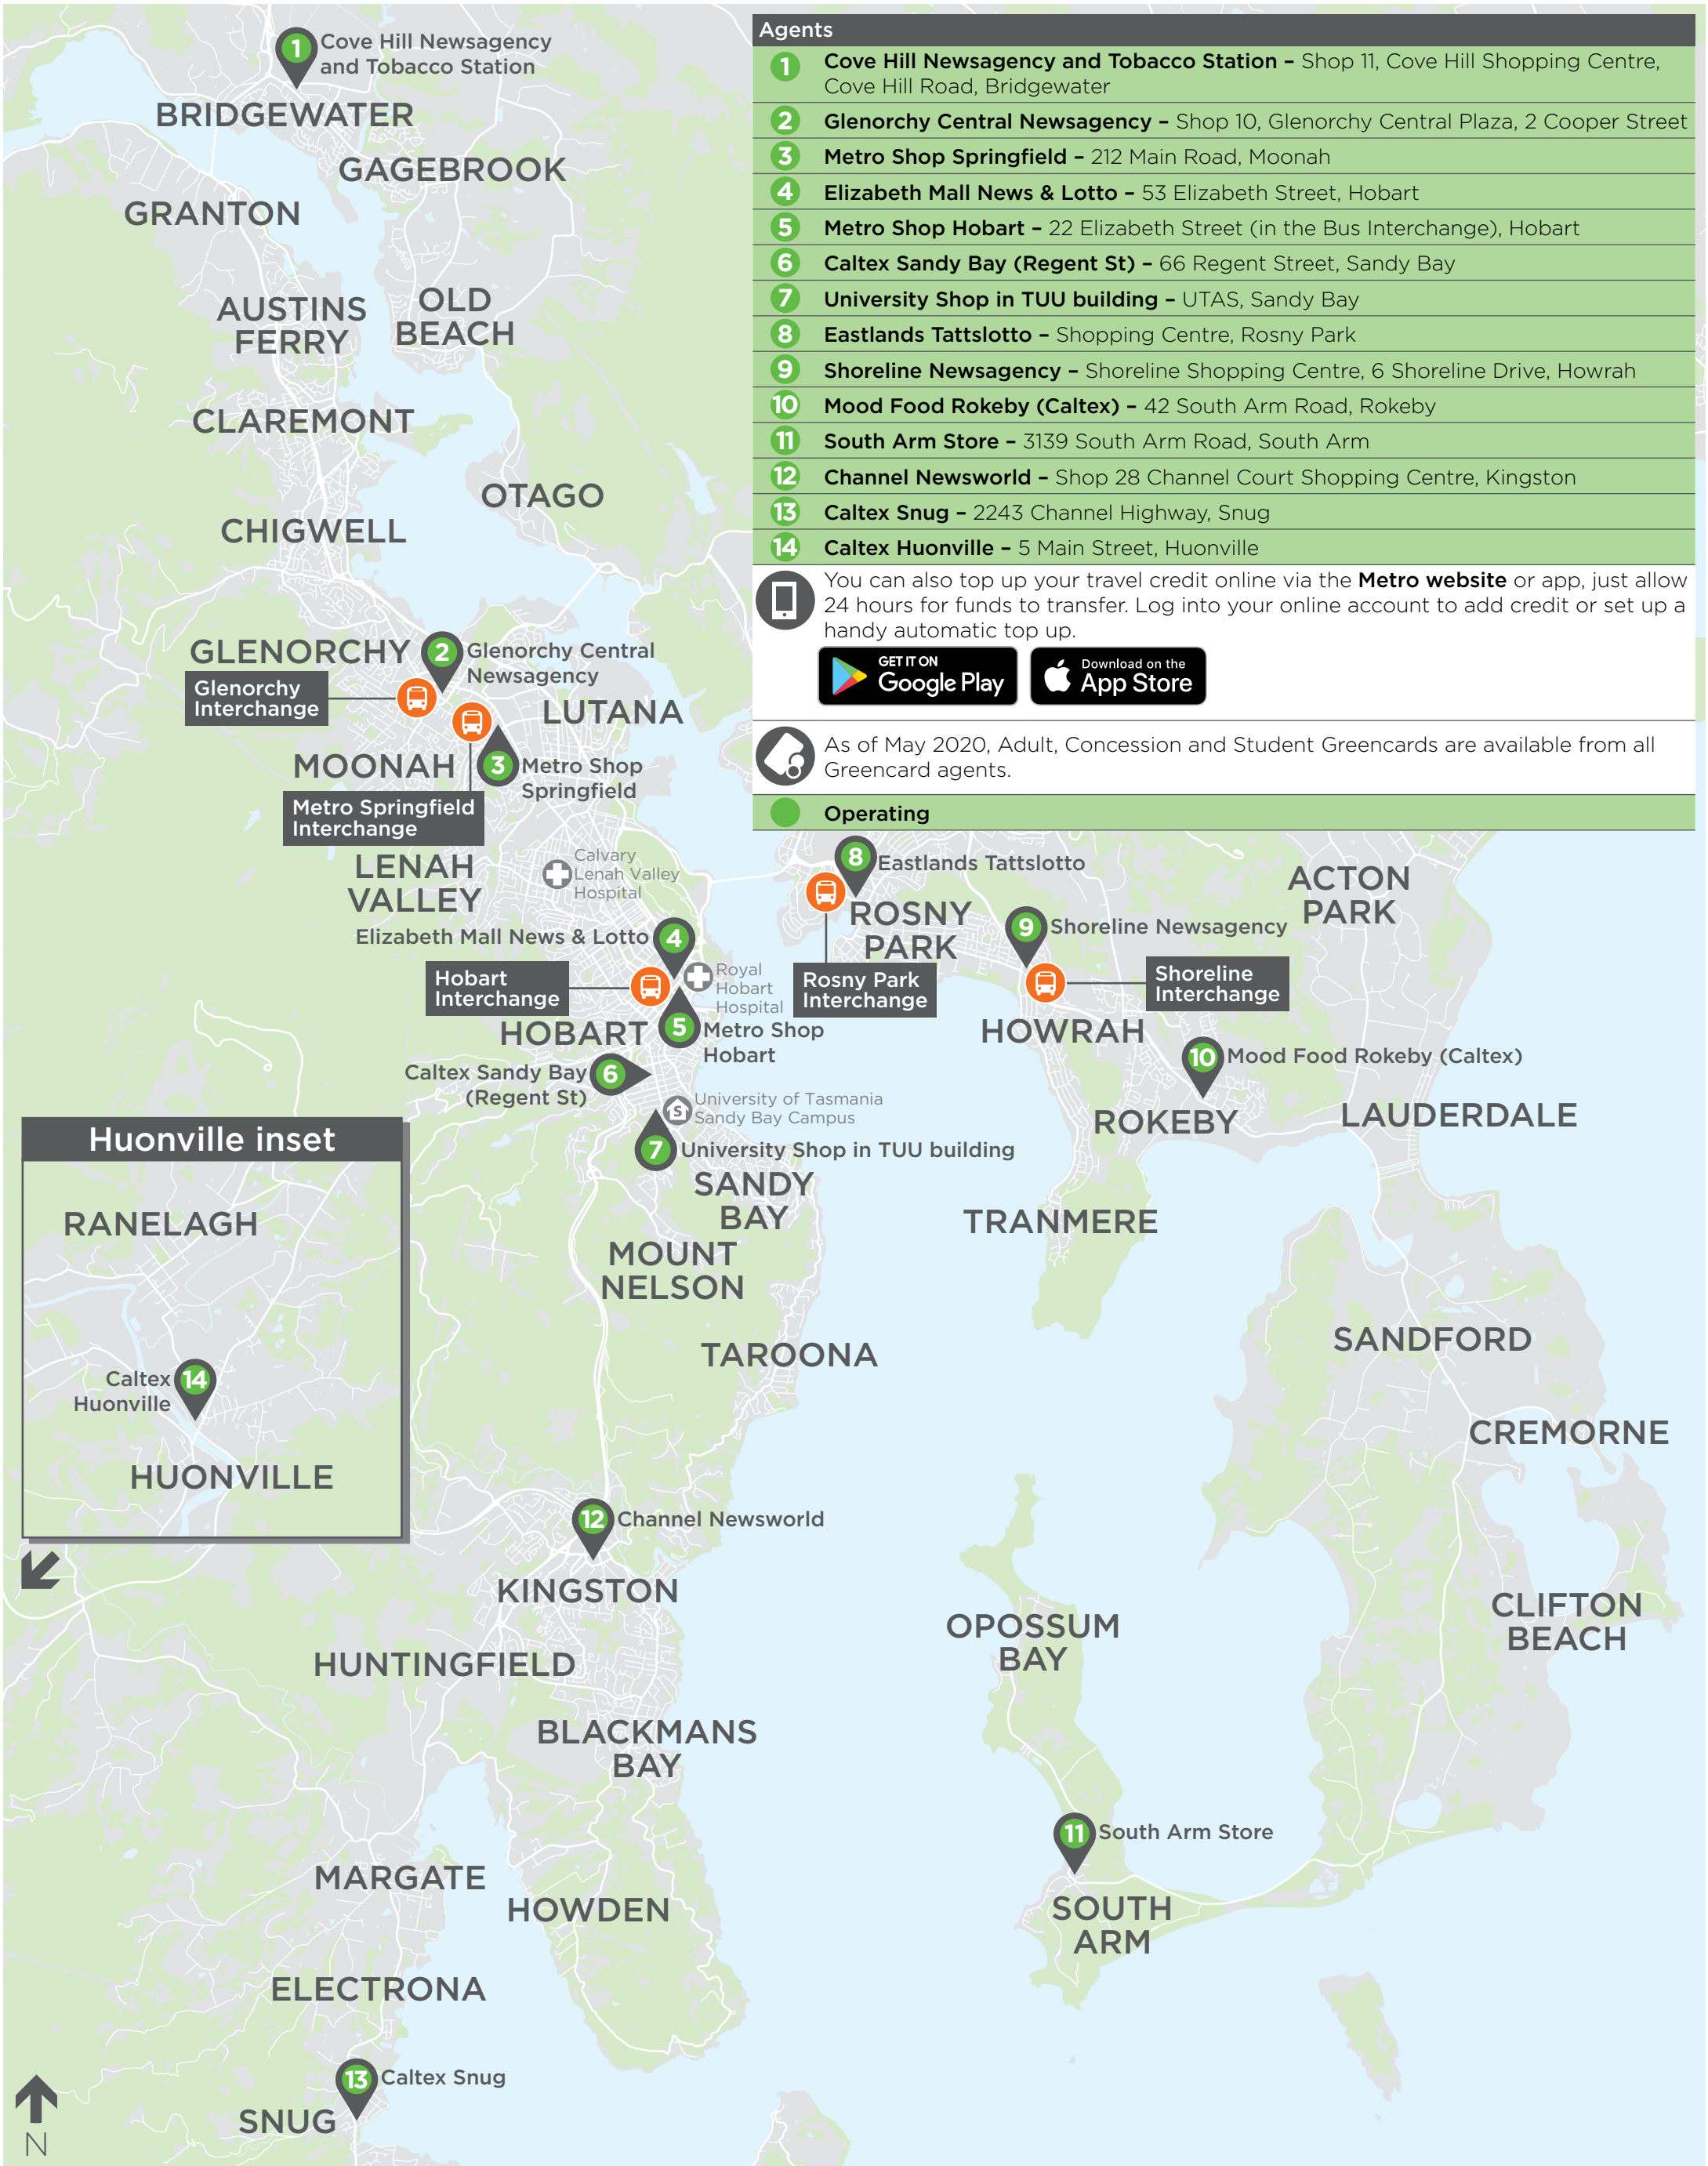 Agents
1 Cove Hill Newsagency and Tobacco Station – Shop 11, Cove Hill Shopping Centre,
Cove Hill Road, Bridgewater
2 Glenorchy Central Newsagency – Shop 10, Glenorchy Central Plaza, 2 Cooper Street
3 Metro Shop Springfield – 212 Main Road, Moonah
4 Elizabeth Mall News & Lotto – 53 Elizabeth Street, Hobart
5 Metro Shop Hobart – 22 Elizabeth Street (in the Bus Interchange), Hobart
6 Caltex Sandy Bay (Regent St) – 66 Regent Street, Sandy Bay
7 University Shop in TUU building – UTAS, Sandy Bay
8 Eastlands Tattslotto – Shopping Centre, Rosny Park
9 Shoreline Newsagency – Shoreline Shopping Centre, 6 Shoreline Drive, Howrah
10 Mood Food Rokeby (Caltex) – 42 South Arm Road, Rokeby
11 South Arm Store – 3139 South Arm Road, South Arm
12 Channel Newsworld – Shop 28 Channel Court Shopping Centre, Kingston
13 Caltex Snug – 2243 Channel Highway, Snug
14 Caltex Huonville – 5 Main Street, Huonville
You can also top up your travel credit online via the Metro website or app, just allow
24 hours for funds to transfer. Log into your online account to add credit or set up a
handy automatic top up.
GET IT ON
Google Play
Download on the
App Store
As of May 2020, Adult, Concession and Student Greencards are available from all
Greencard agents.
Operating
1 Cove Hill Newsagency
and Tobacco Station
BRIDGEWATER
GAGEBROOK
GRANTON
AUSTINS
FERRY
OLD
BEACH
CLAREMONT
OTAGO
CHIGWELL
GLENORCHY
2 Glenorchy Central
Newsagency
Glenorchy
Interchange
LUTANA
MOONAH
3 Metro Shop
Springfield
Metro Springfield
Interchange
LENAH
VALLEY
Calvary
Lenah Valley
Hospital
8 Eastlands Tattslotto
ROSNY
PARK
ACTON
PARK
Elizabeth Mall News & Lotto 4
9 Shoreline Newsagency
Hobart
Interchange
Royal
Hobart
Hospital
Rosny Park
Interchange
Shoreline
Interchange
HOBART
5 Metro Shop
Hobart
HOWRAH
10 Mood Food Rokeby (Caltex)
Caltex Sandy Bay
(Regent St)
6
University of Tasmania
Sandy Bay Campus
S
ROKEBY
LAUDERDALE
7 University Shop in TUU building
SANDY
BAY
TRANMERE
MOUNT
NELSON
Huonville inset
RANELAGH
Caltex
Huonville
14
HUONVILLE
TAROONA
SANDFORD
CREMORNE
12 Channel Newsworld
KINGSTON
OPOSSUM
BAY
CLIFTON
BEACH
HUNTINGFIELD
BLACKMANS
BAY
11 South Arm Store
MARGATE
HOWDEN
SOUTH
ARM
ELECTRONA
13 Caltex Snug
SNUG
N